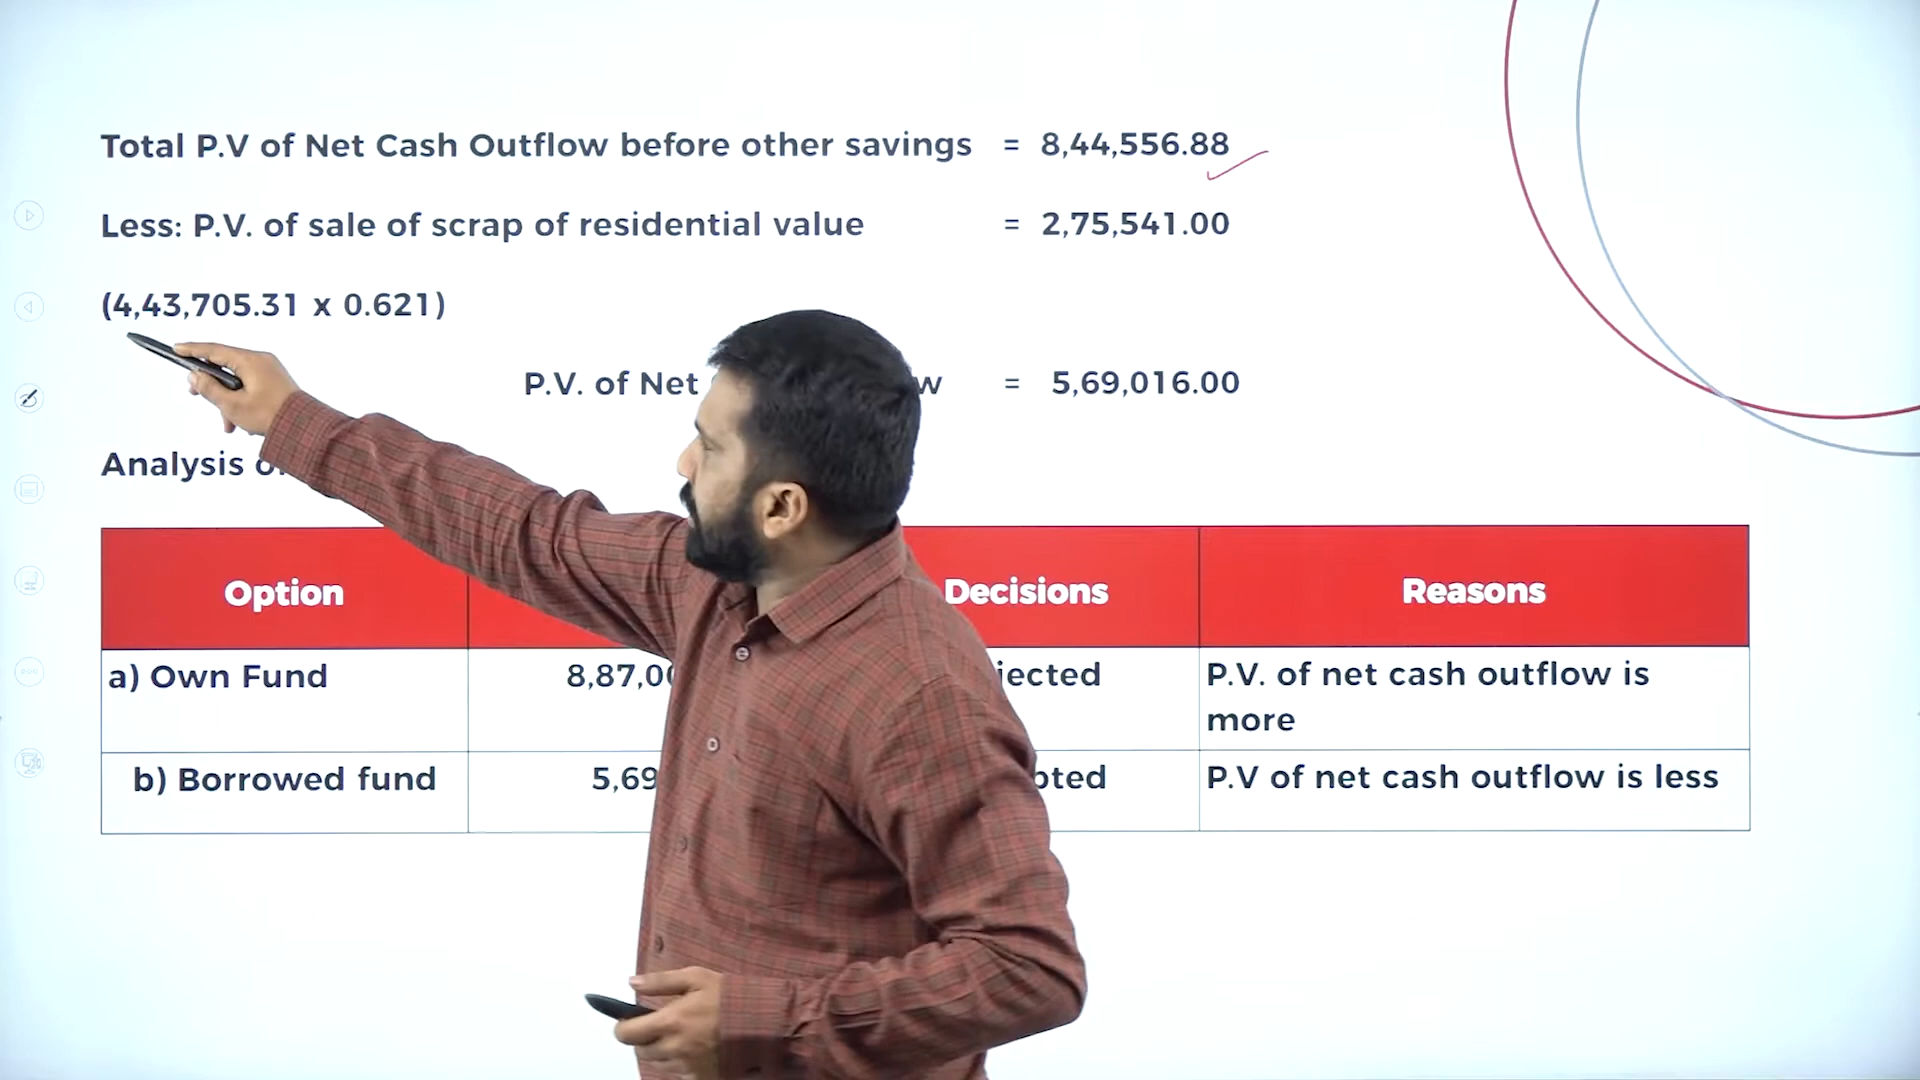 Total P.V of Net Cash Outflow before other savings = 8,44,556.88
Less: P.V. of sale of scrap of residential value = 2,75,541.00
(4,43,705.31 x 0.621)
P.V. of Net = 5,69,016.00
Analysis
Option Decisions Reasons
a) Own Fund P.V. of net cash outflow is
more
b) Borrowed fund P.V of net cash outflow is less